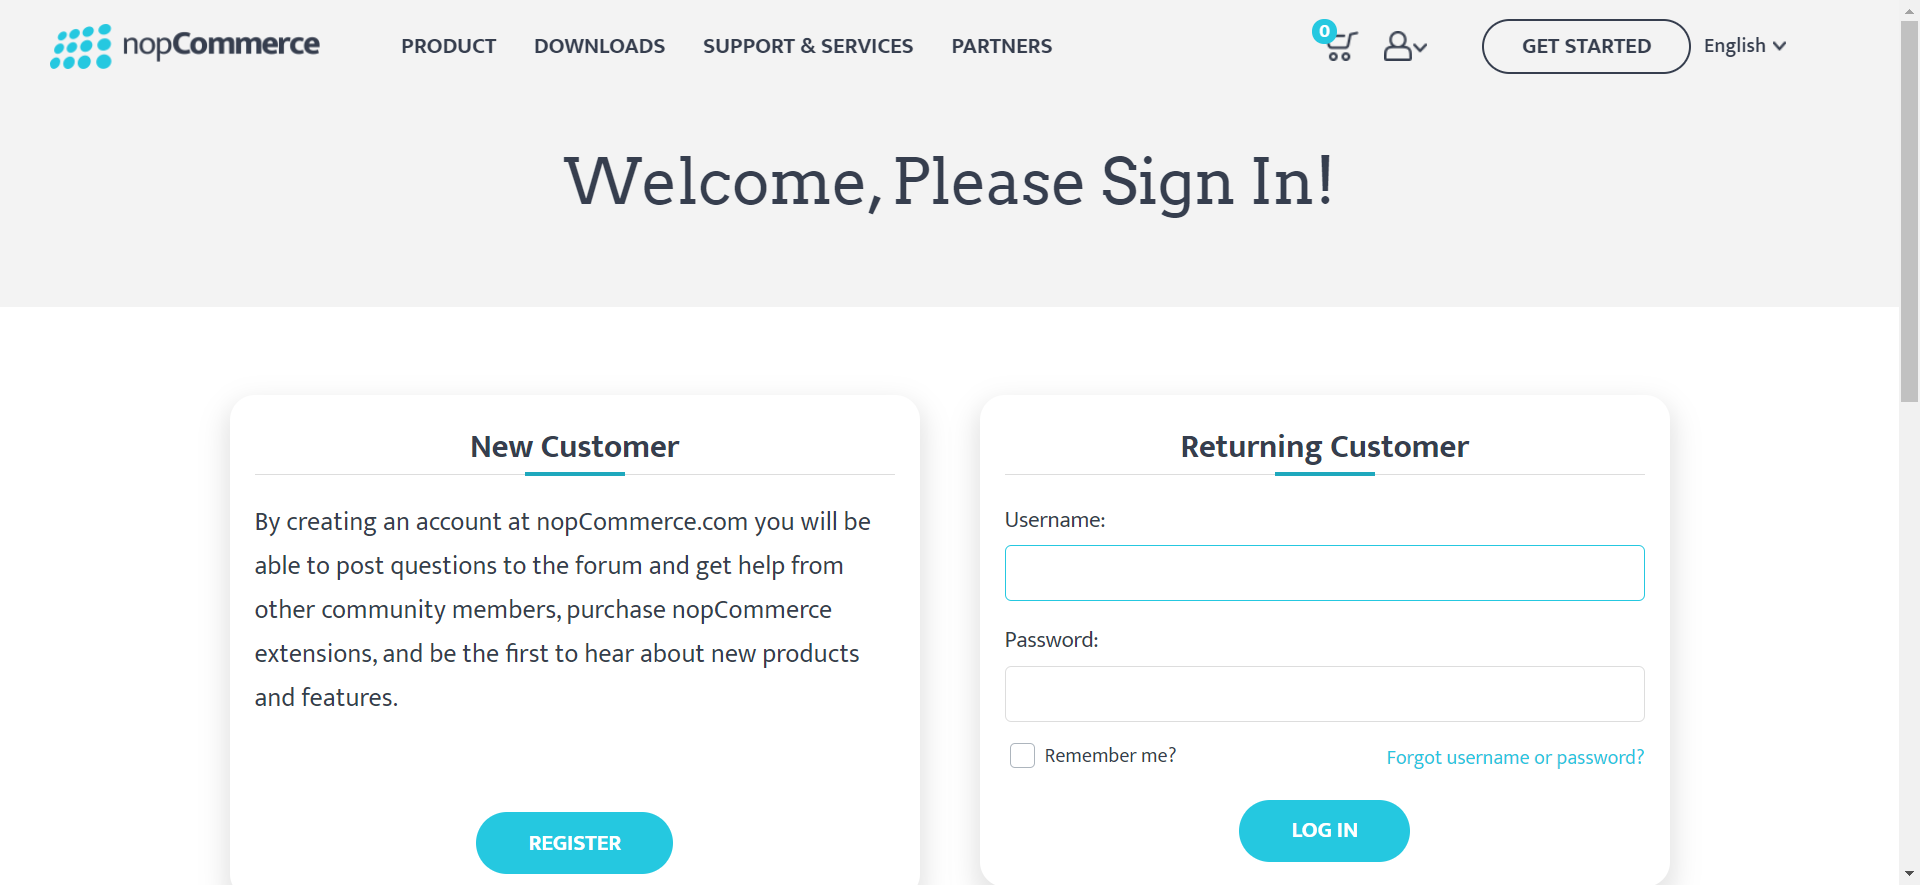 nopCommerce
PRODUCT DOWNLOADS SUPPORT & SERVICES PARTNERS
0
GET STARTED
English
Welcome, Please Sign In!
New Customer
By creating an account at nopCommerce.com you will be
able to post questions to the forum and get help from
other community members, purchase nopCommerce
extensions, and be the first to hear about new products
and features.
REGISTER
Returning Customer
Username:
Password:
Remember me?
Forgot username or password?
LOG IN